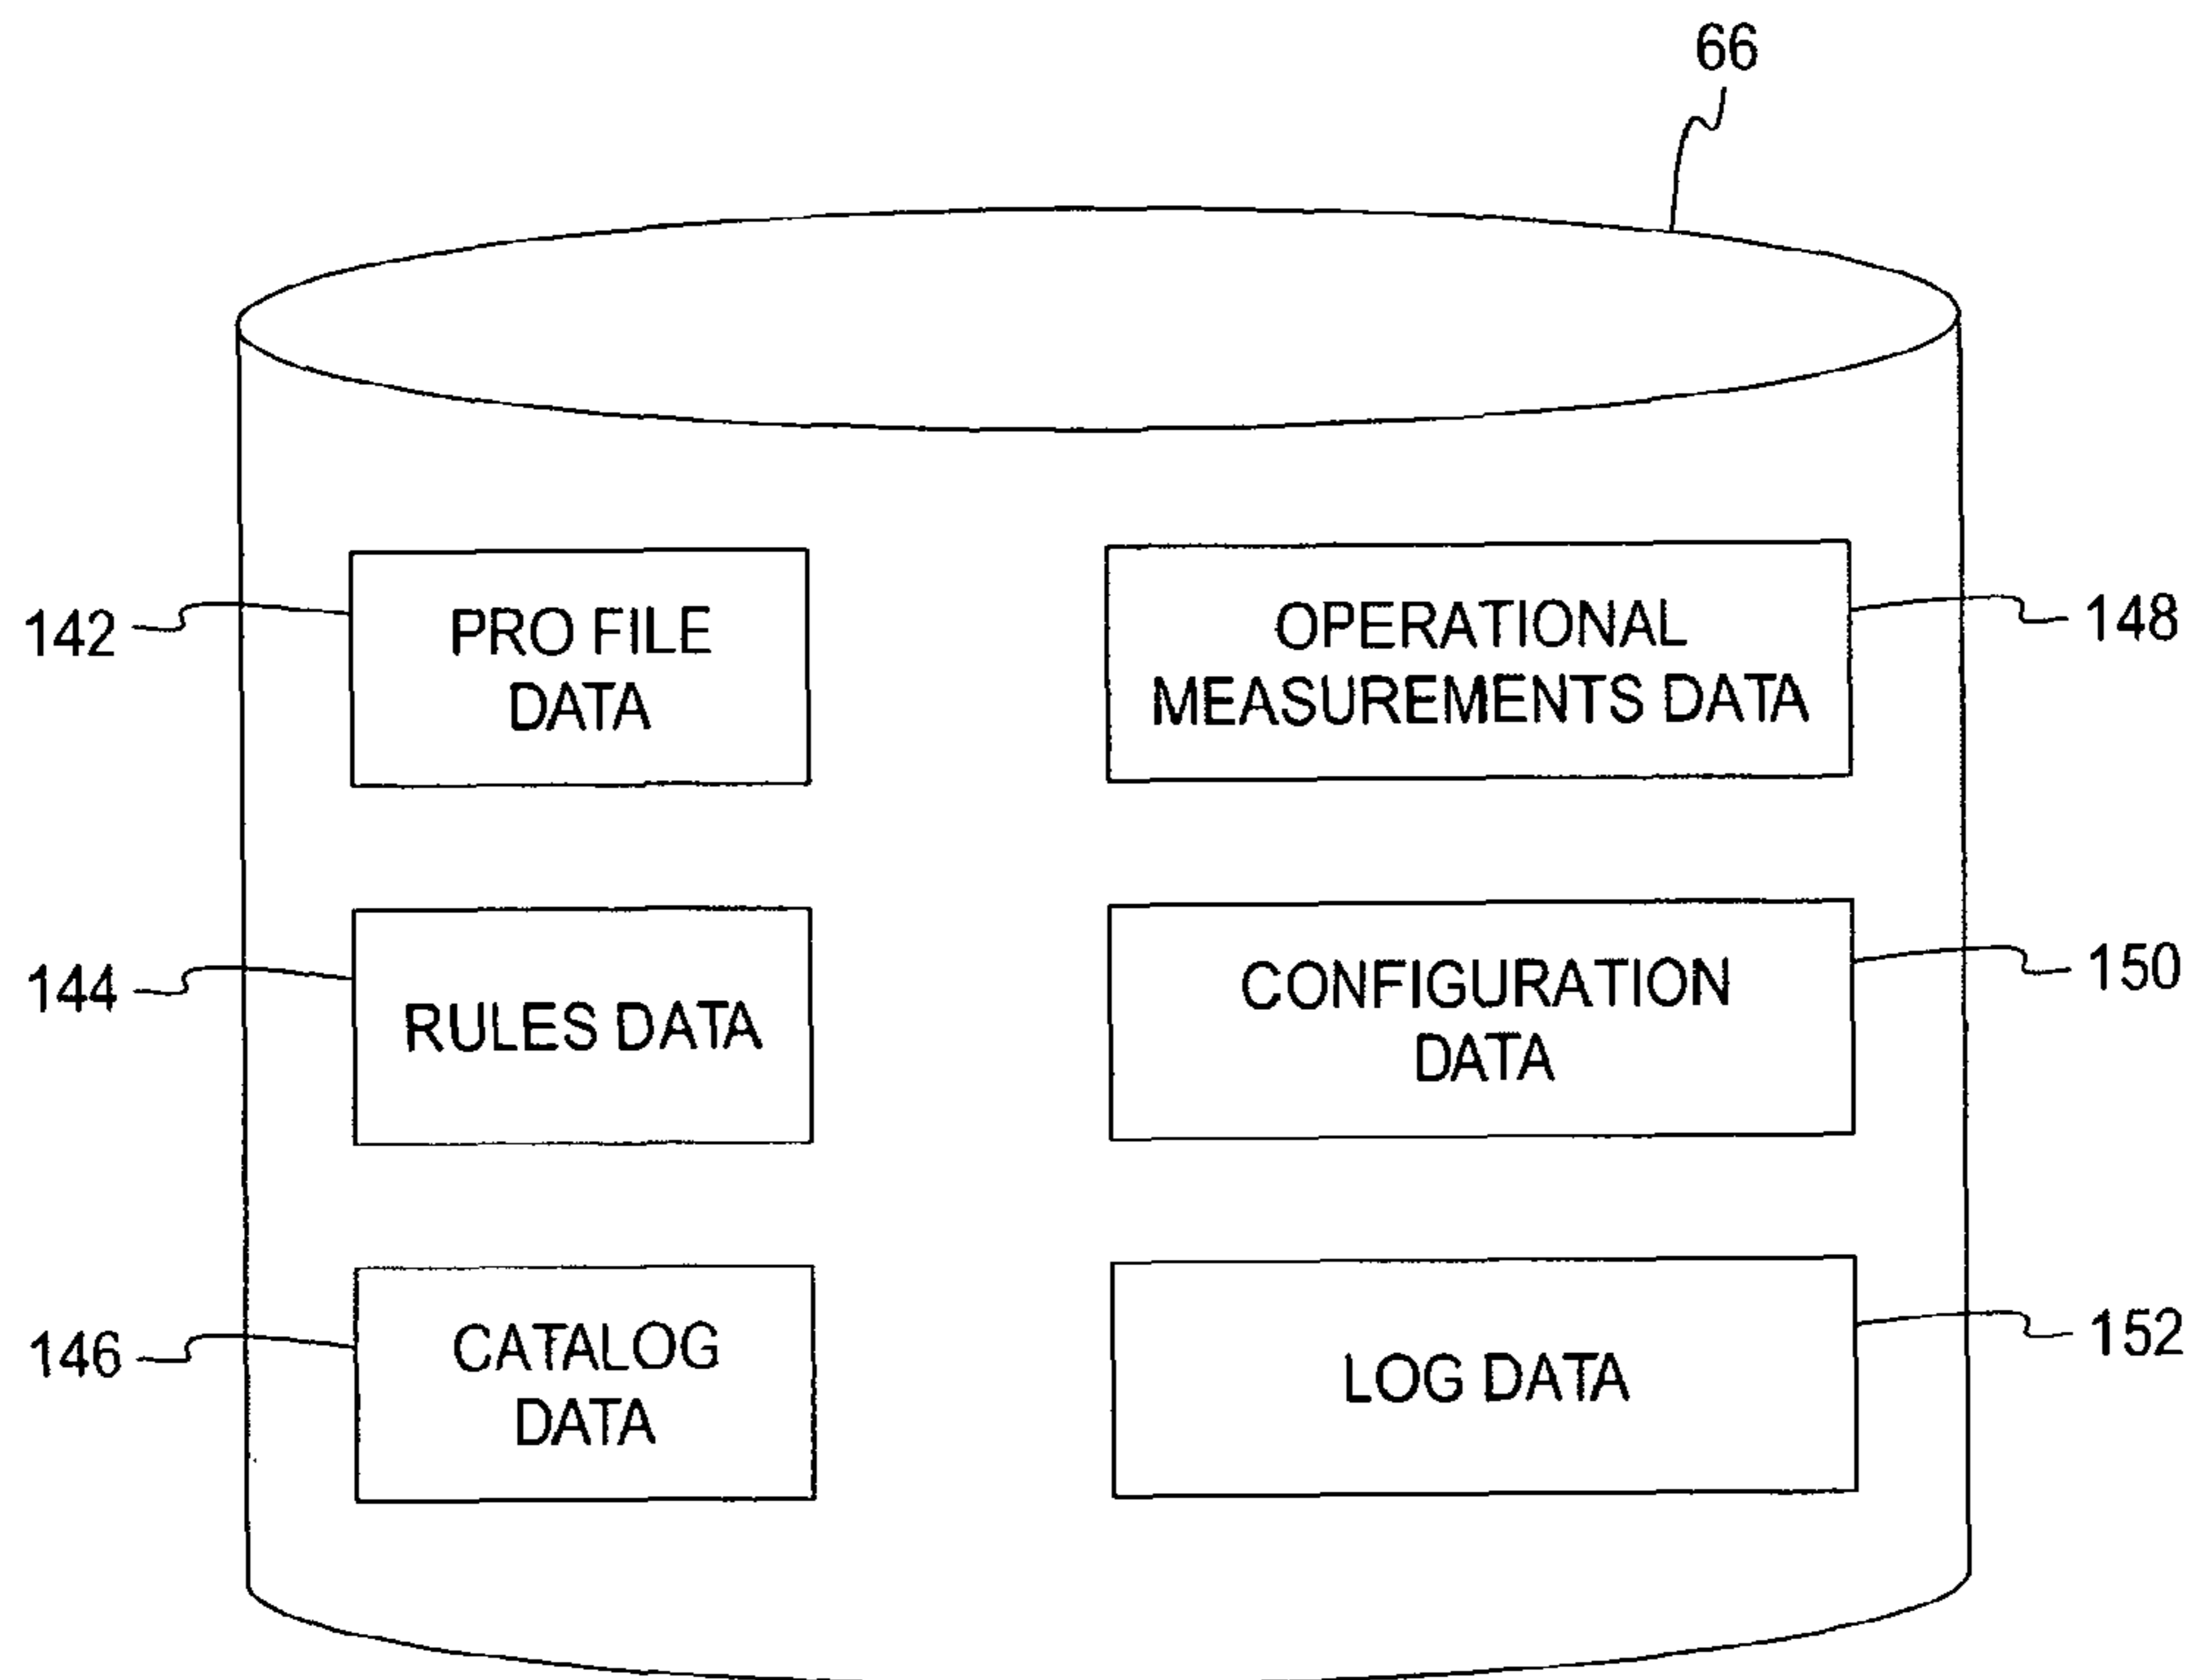 66
142
PRO FILE
DATA
OPERATIONAL
MEASUREMENTS DATA
148
144
RULES DATA
CONFIGURATION
DATA
150
146
CATALOG
DATA
LOG DATA
152